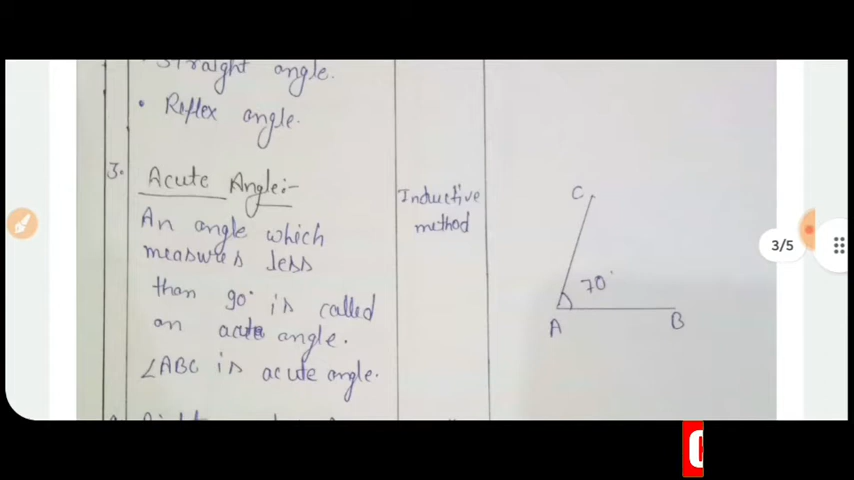 • Straight angle.
• Reflex angle.
3.
Acute Angle:-
An angle which
measures less
than 90° is called
an acute angle.
∠ABC is acute angle.
Inductive
method
C
70°
A
B
3/5